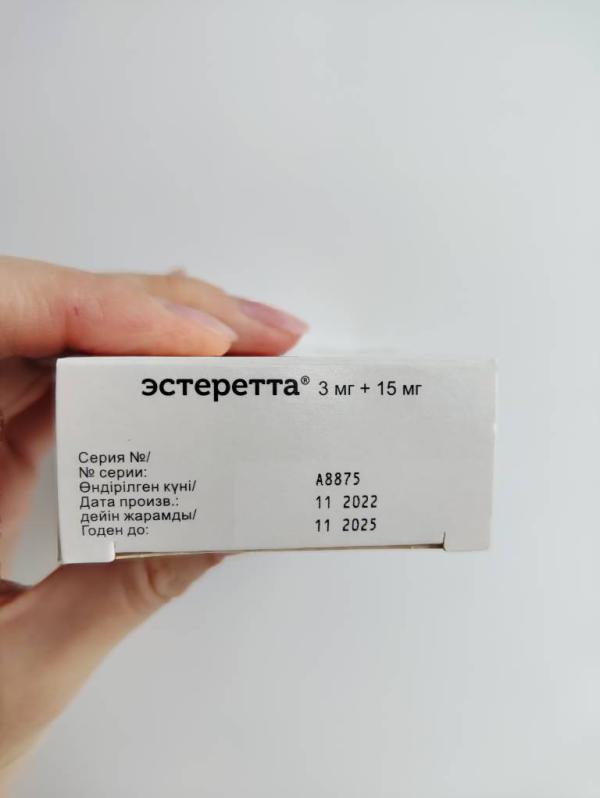 эстеретта® 3 мг + 15 мг
Серия №/
№ серии: A8875
Өндірілген күні/
Дата произв.: 11 2022
дейін жарамды/
Годен до: 11 2025